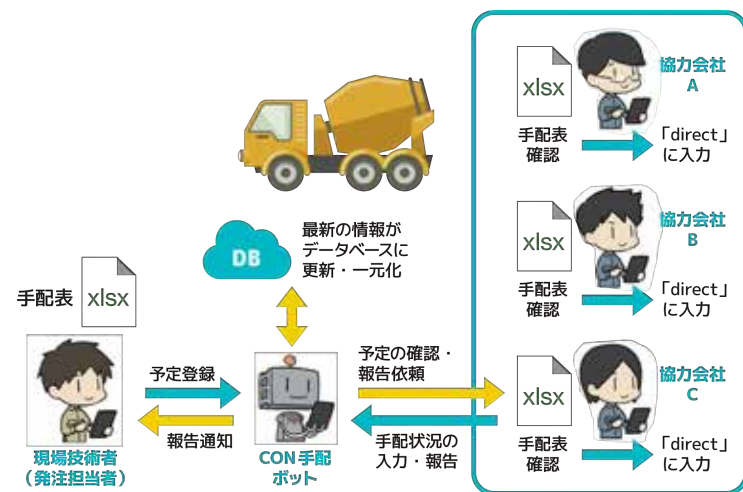 xlsx
協力会社
A
手配表
確認
「direct」
に入力
xlsx
協力会社
B
手配表
確認
「direct」
に入力
xlsx
協力会社
C
手配表
確認
「direct」
に入力
DB
最新の情報が
データベースに
更新・一元化
手配表
xlsx
予定登録
報告通知
予定の確認・
報告依頼
手配状況の
入力・報告
現場技術者
（発注担当者）
CON手配
ボット